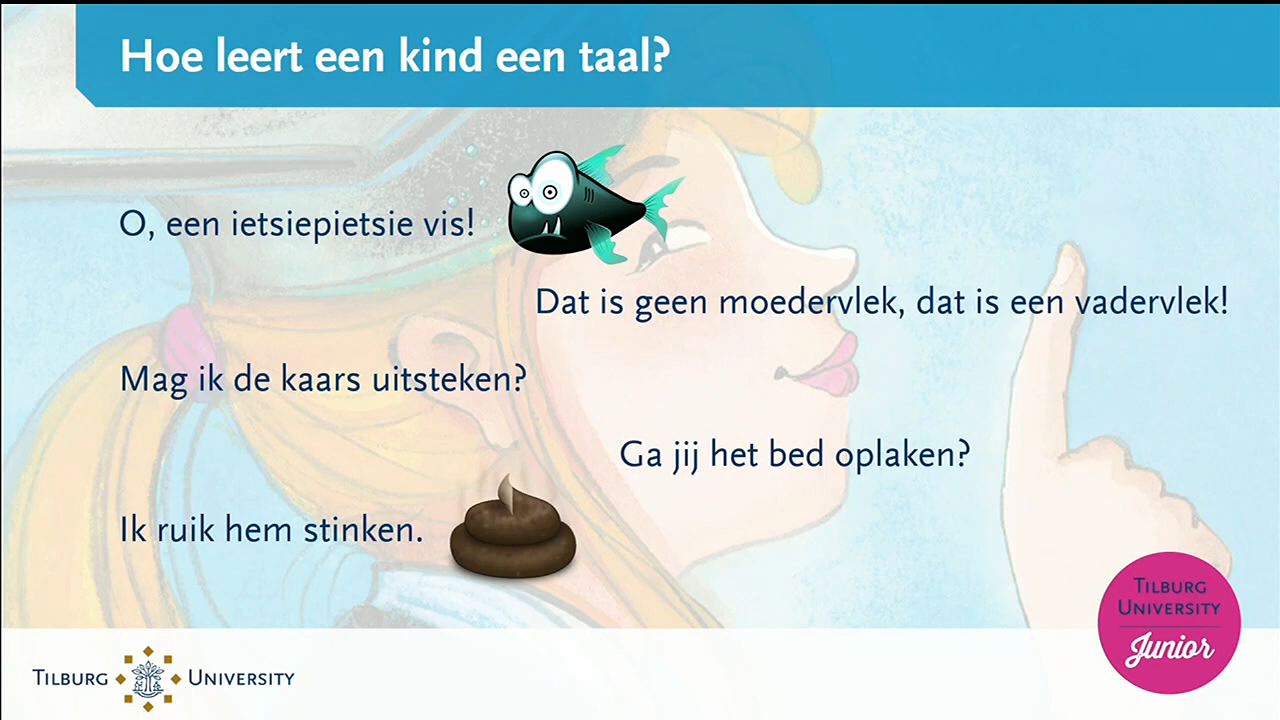 Hoe leert een kind een taal?
O, een ietsiepietsie vis!
Dat is geen moedervlek, dat is een vadervlek!
Mag ik de kaars uitsteken?
Ga jij het bed oplaken?
Ik ruik hem stinken.
TILBURG
UNIVERSITY
Junior
TILBURG UNIVERSITY